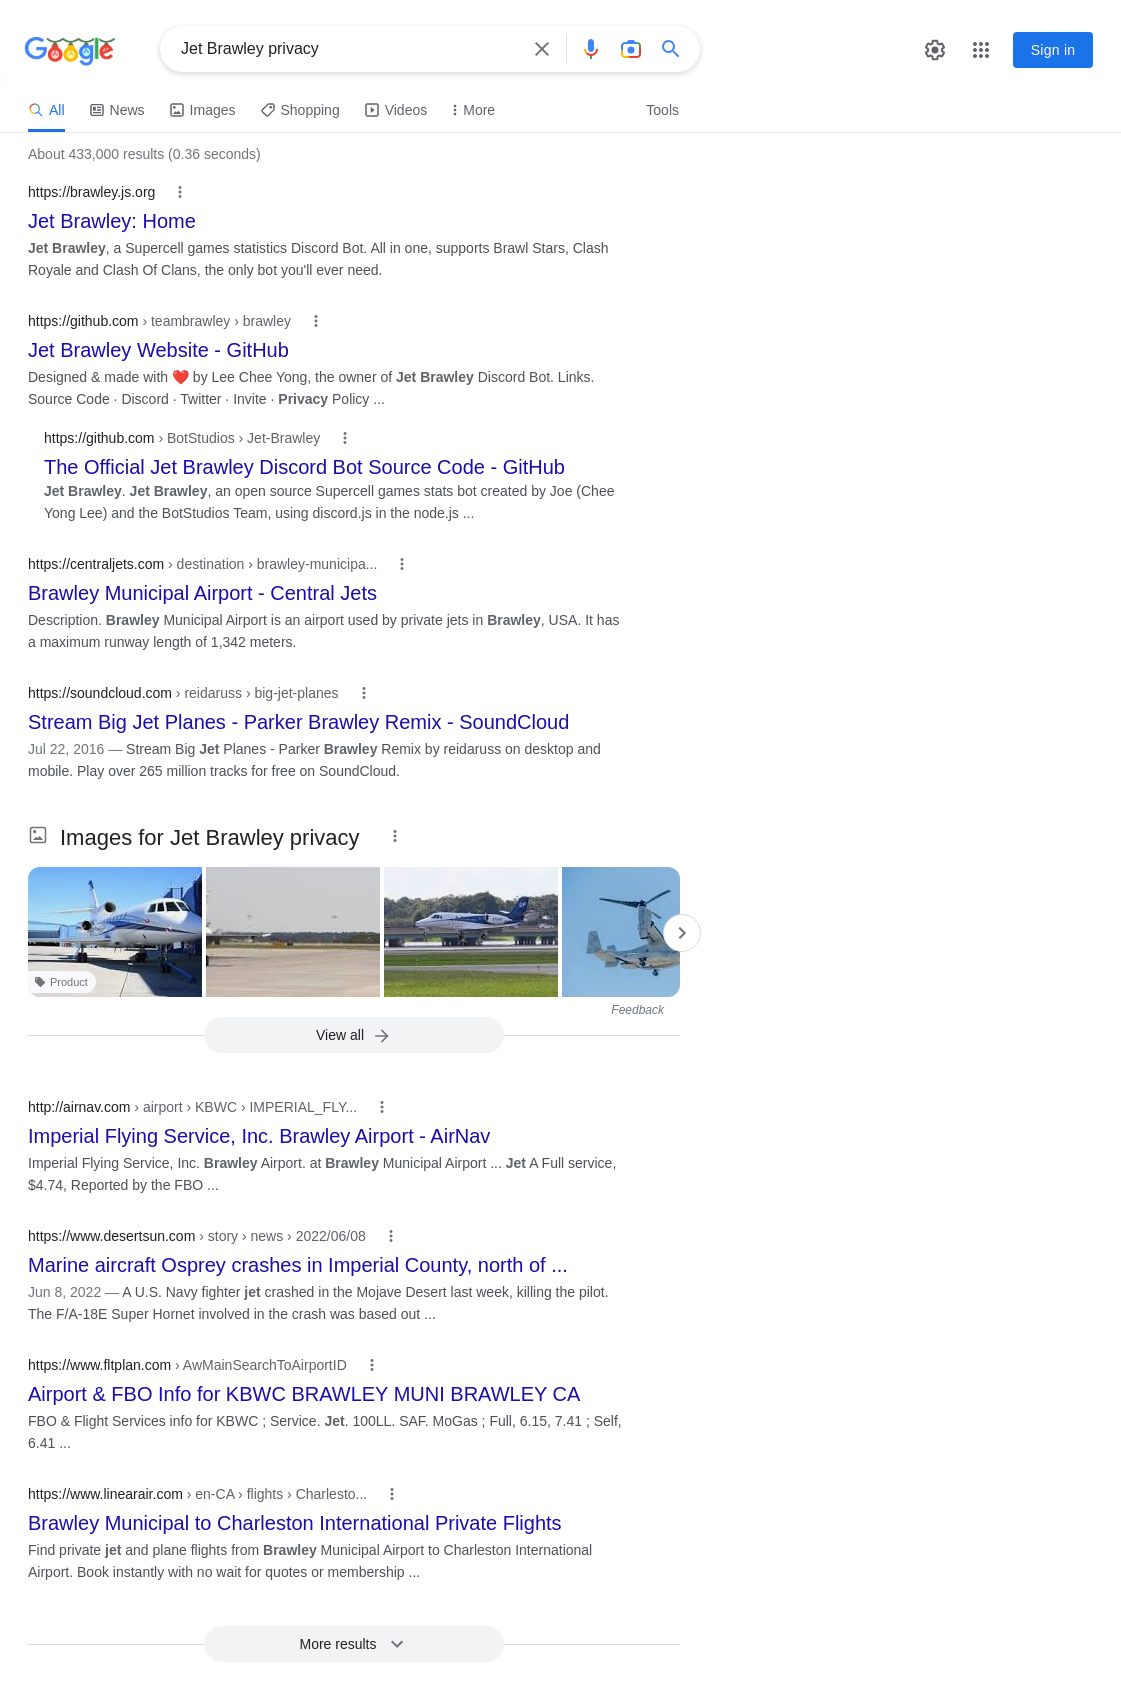 Google
Jet Brawley privacy
Sign in
All
News
Images
Shopping
Videos
More
Tools
About 433,000 results (0.36 seconds)
https://brawley.js.org
Jet Brawley: Home
Jet Brawley, a Supercell games statistics Discord Bot. All in one, supports Brawl Stars, Clash
Royale and Clash Of Clans, the only bot you'll ever need.
https://github.com › teambrawley › brawley
Jet Brawley Website - GitHub
Designed & made with ❤️ by Lee Chee Yong, the owner of Jet Brawley Discord Bot. Links.
Source Code · Discord · Twitter · Invite · Privacy Policy ...
https://github.com › BotStudios › Jet-Brawley
The Official Jet Brawley Discord Bot Source Code - GitHub
Jet Brawley. Jet Brawley, an open source Supercell games stats bot created by Joe (Chee
Yong Lee) and the BotStudios Team, using discord.js in the node.js ...
https://centraljets.com › destination › brawley-municipa...
Brawley Municipal Airport - Central Jets
Description. Brawley Municipal Airport is an airport used by private jets in Brawley, USA. It has
a maximum runway length of 1,342 meters.
https://soundcloud.com › reidaruss › big-jet-planes
Stream Big Jet Planes - Parker Brawley Remix - SoundCloud
Jul 22, 2016 — Stream Big Jet Planes - Parker Brawley Remix by reidaruss on desktop and
mobile. Play over 265 million tracks for free on SoundCloud.
Images for Jet Brawley privacy
Product
Feedback
View all
http://airnav.com › airport › KBWC › IMPERIAL_FLY...
Imperial Flying Service, Inc. Brawley Airport - AirNav
Imperial Flying Service, Inc. Brawley Airport. at Brawley Municipal Airport ... Jet A Full service,
$4.74, Reported by the FBO ...
https://www.desertsun.com › story › news › 2022/06/08
Marine aircraft Osprey crashes in Imperial County, north of ...
Jun 8, 2022 — A U.S. Navy fighter jet crashed in the Mojave Desert last week, killing the pilot.
The F/A-18E Super Hornet involved in the crash was based out ...
https://www.fltplan.com › AwMainSearchToAirportID
Airport & FBO Info for KBWC BRAWLEY MUNI BRAWLEY CA
FBO & Flight Services info for KBWC ; Service. Jet. 100LL. SAF. MoGas ; Full, 6.15, 7.41 ; Self,
6.41 ...
https://www.linearair.com › en-CA › flights › Charlesto...
Brawley Municipal to Charleston International Private Flights
Find private jet and plane flights from Brawley Municipal Airport to Charleston International
Airport. Book instantly with no wait for quotes or membership ...
More results